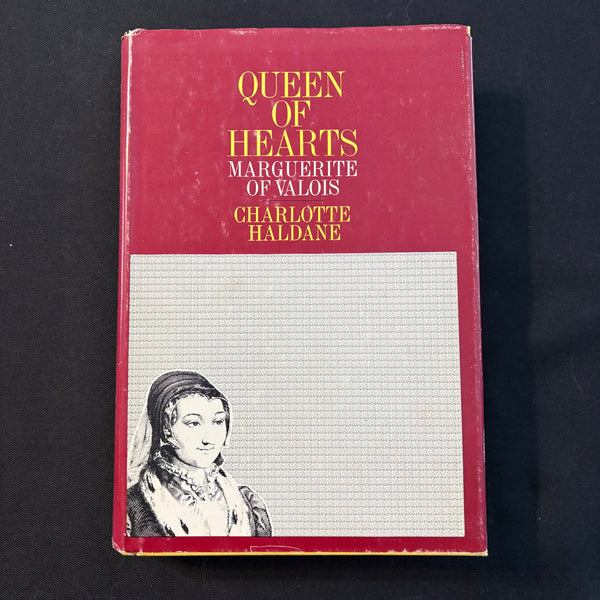 QUEEN
OF
HEARTS
MARGUERITE
OF VALOIS
CHARLOTTE
HALDANE